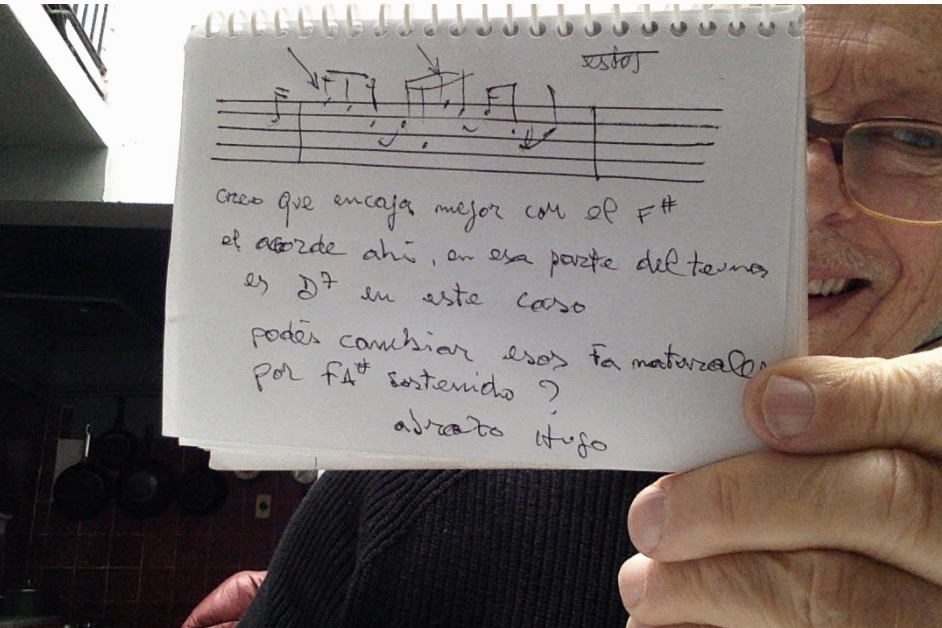 estos
creo que encaja mejor con el F#
el acorde ahi, en esa parte del tema
es D7 en este caso
podés cambiar esos Fa naturales
por FA# sostenido?
abrazo Hugo